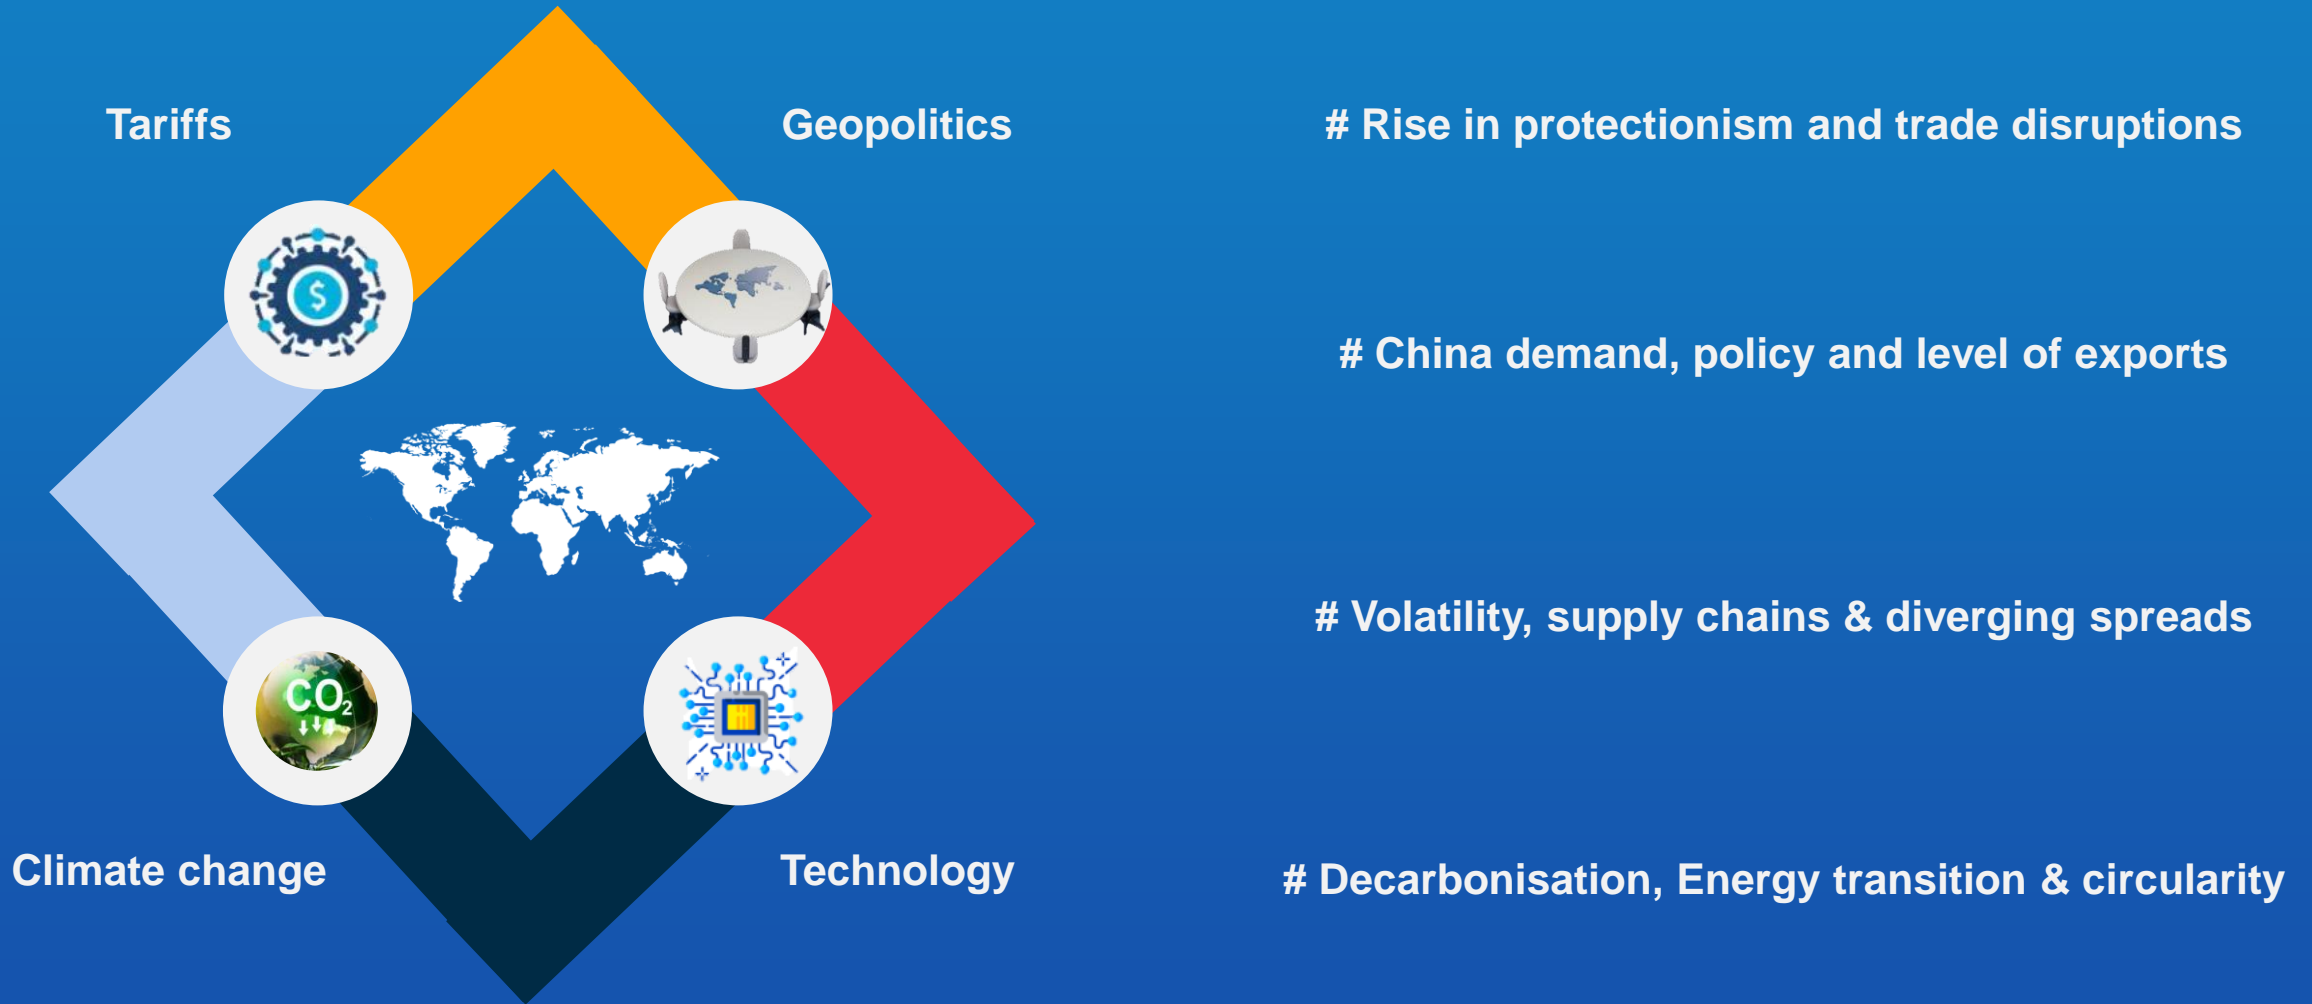 Tariffs
Geopolitics
# Rise in protectionism and trade disruptions
# China demand, policy and level of exports
$
# Volatility, supply chains & diverging spreads
CO₂
Climate change
Technology
# Decarbonisation, Energy transition & circularity